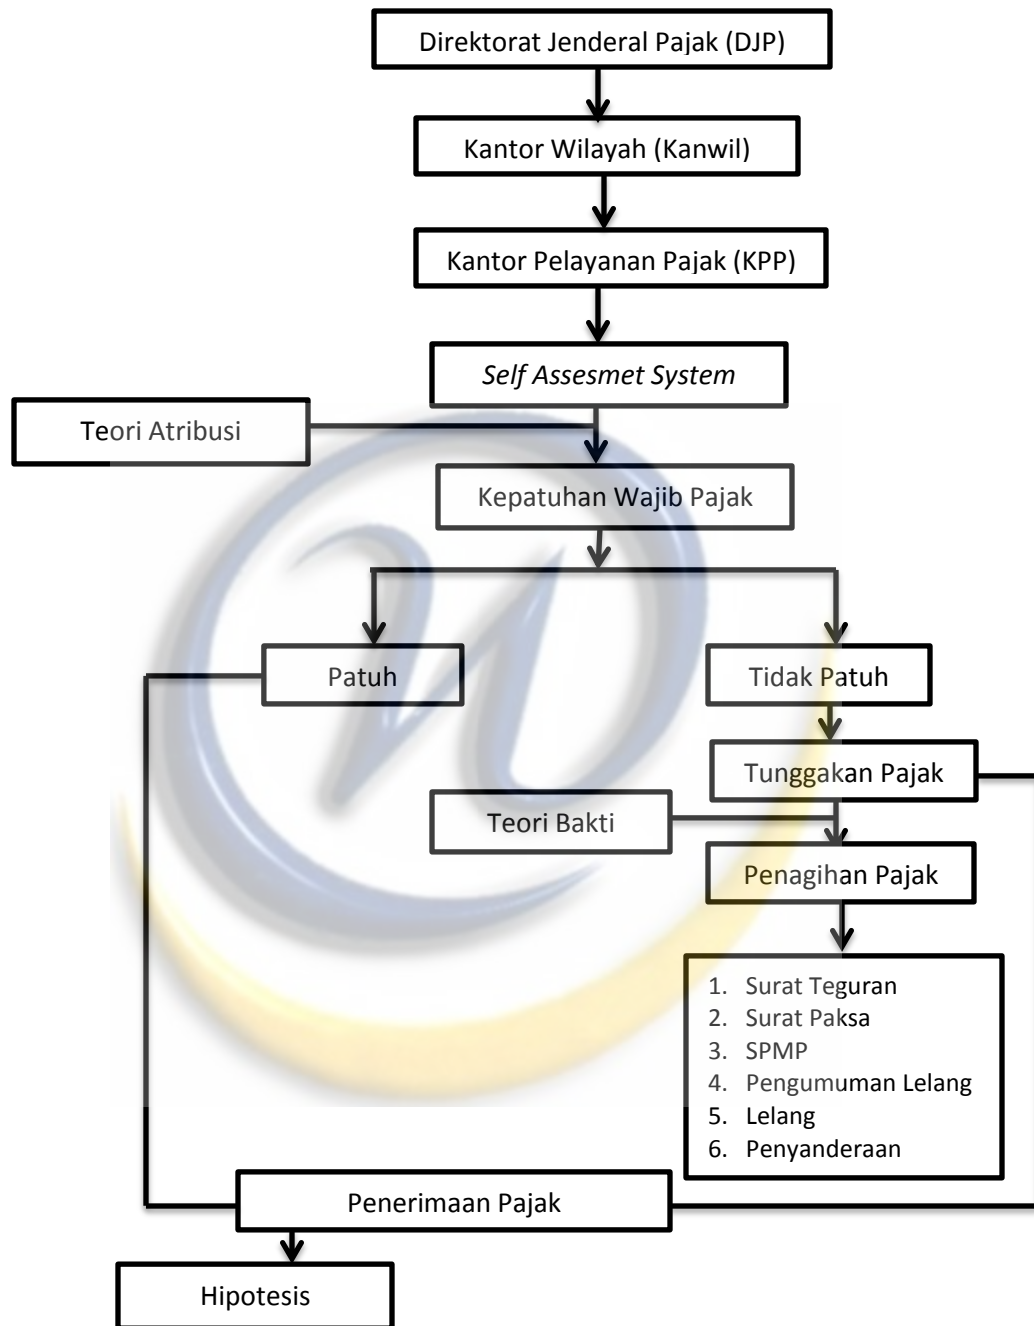 Direktorat Jenderal Pajak (DJP)
Kantor Wilayah (Kanwil)
Kantor Pelayanan Pajak (KPP)
Self Assesmet System
Teori Atribusi
Kepatuhan Wajib Pajak
Patuh
Tidak Patuh
Tunggakan Pajak
Teori Bakti
Penagihan Pajak
1. Surat Teguran
2. Surat Paksa
3. SPMP
4. Pengumuman Lelang
5. Lelang
6. Penyanderaan
Penerimaan Pajak
Hipotesis